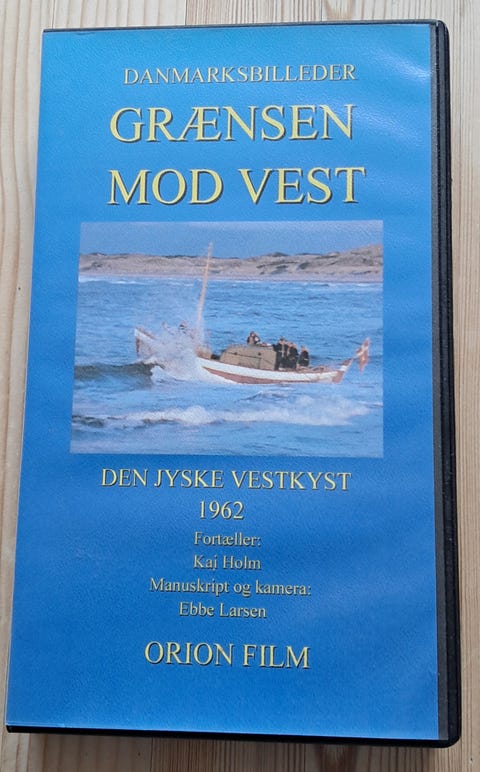 DANMARKSBILLEDER
GRÆNSEN
MOD VEST
DEN JYSKE VESTKYST
1962
Fortæller:
Kaj Holm
Manuskript og kamera:
Ebbe Larsen
ORION FILM